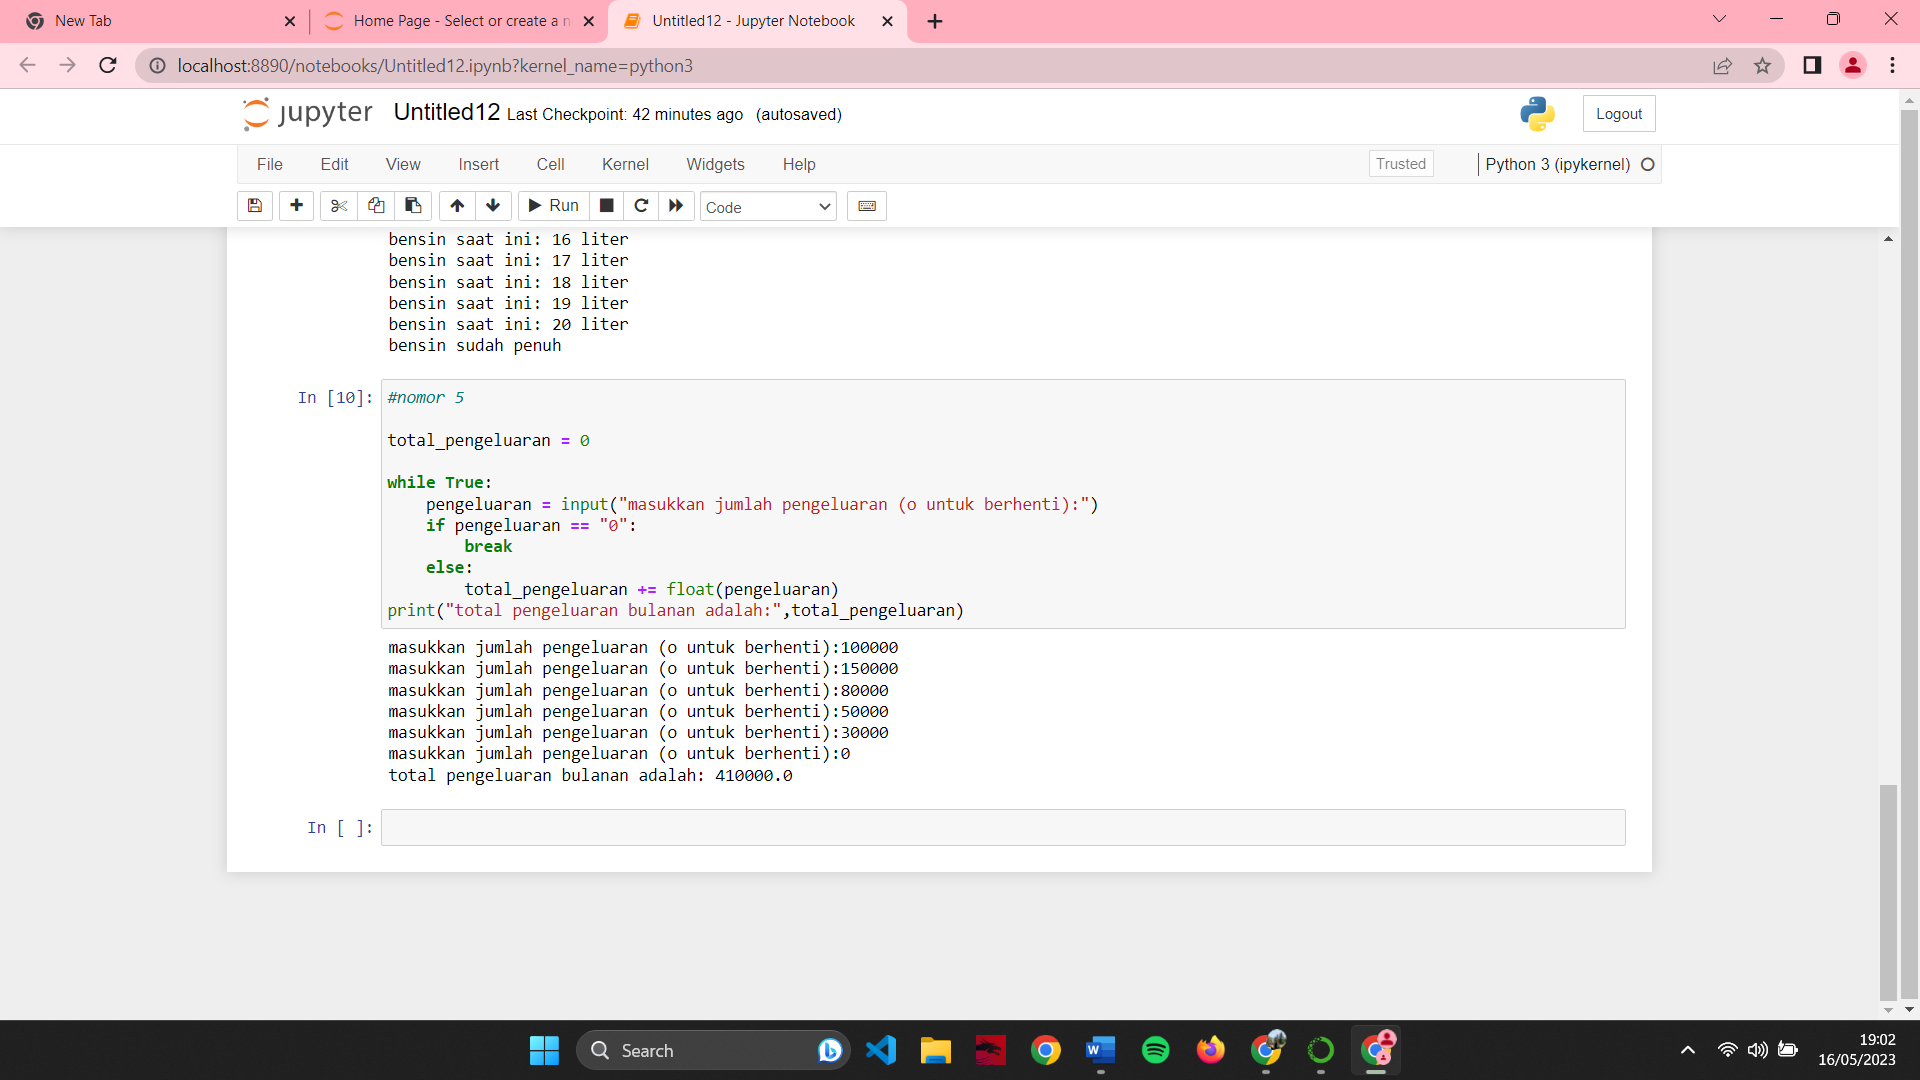 New Tab
Home Page - Select or create a n
Untitled12 - Jupyter Notebook
localhost:8890/notebooks/Untitled12.ipynb?kernel_name=python3
jupyter Untitled12 Last Checkpoint: 42 minutes ago (autosaved)
Logout
File Edit View Insert Cell Kernel Widgets Help
Trusted
Python 3 (ipykernel)
Run
Code
bensin saat ini: 16 liter
bensin saat ini: 17 liter
bensin saat ini: 18 liter
bensin saat ini: 19 liter
bensin saat ini: 20 liter
bensin sudah penuh
In [10]:
#nomor 5
total_pengeluaran = 0
while True:
    pengeluaran = input("masukkan jumlah pengeluaran (o untuk berhenti):")
    if pengeluaran == "0":
        break
    else:
        total_pengeluaran += float(pengeluaran)
print("total pengeluaran bulanan adalah:",total_pengeluaran)
masukkan jumlah pengeluaran (o untuk berhenti):100000
masukkan jumlah pengeluaran (o untuk berhenti):150000
masukkan jumlah pengeluaran (o untuk berhenti):80000
masukkan jumlah pengeluaran (o untuk berhenti):50000
masukkan jumlah pengeluaran (o untuk berhenti):30000
masukkan jumlah pengeluaran (o untuk berhenti):0
total pengeluaran bulanan adalah: 410000.0
In [ ]:
Search
19:02
16/05/2023